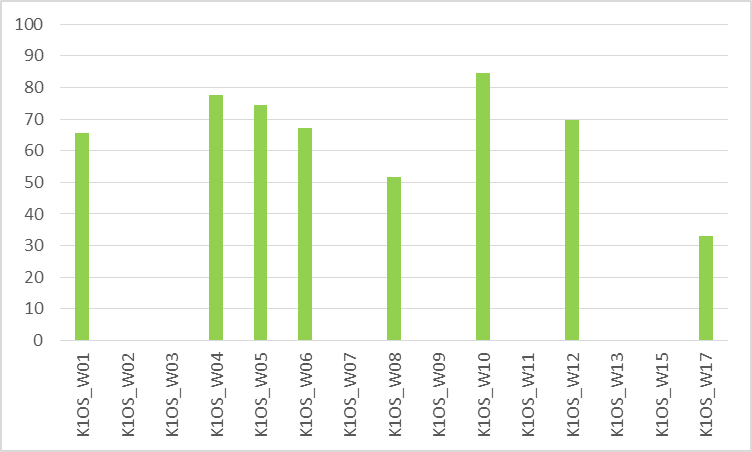 100
90
80
70
60
50
40
30
20
10
0
K1OS_W01
K1OS_W02
K1OS_W03
K1OS_W04
K1OS_W05
K1OS_W06
K1OS_W07
K1OS_W08
K1OS_W09
K1OS_W10
K1OS_W11
K1OS_W12
K1OS_W13
K1OS_W15
K1OS_W17